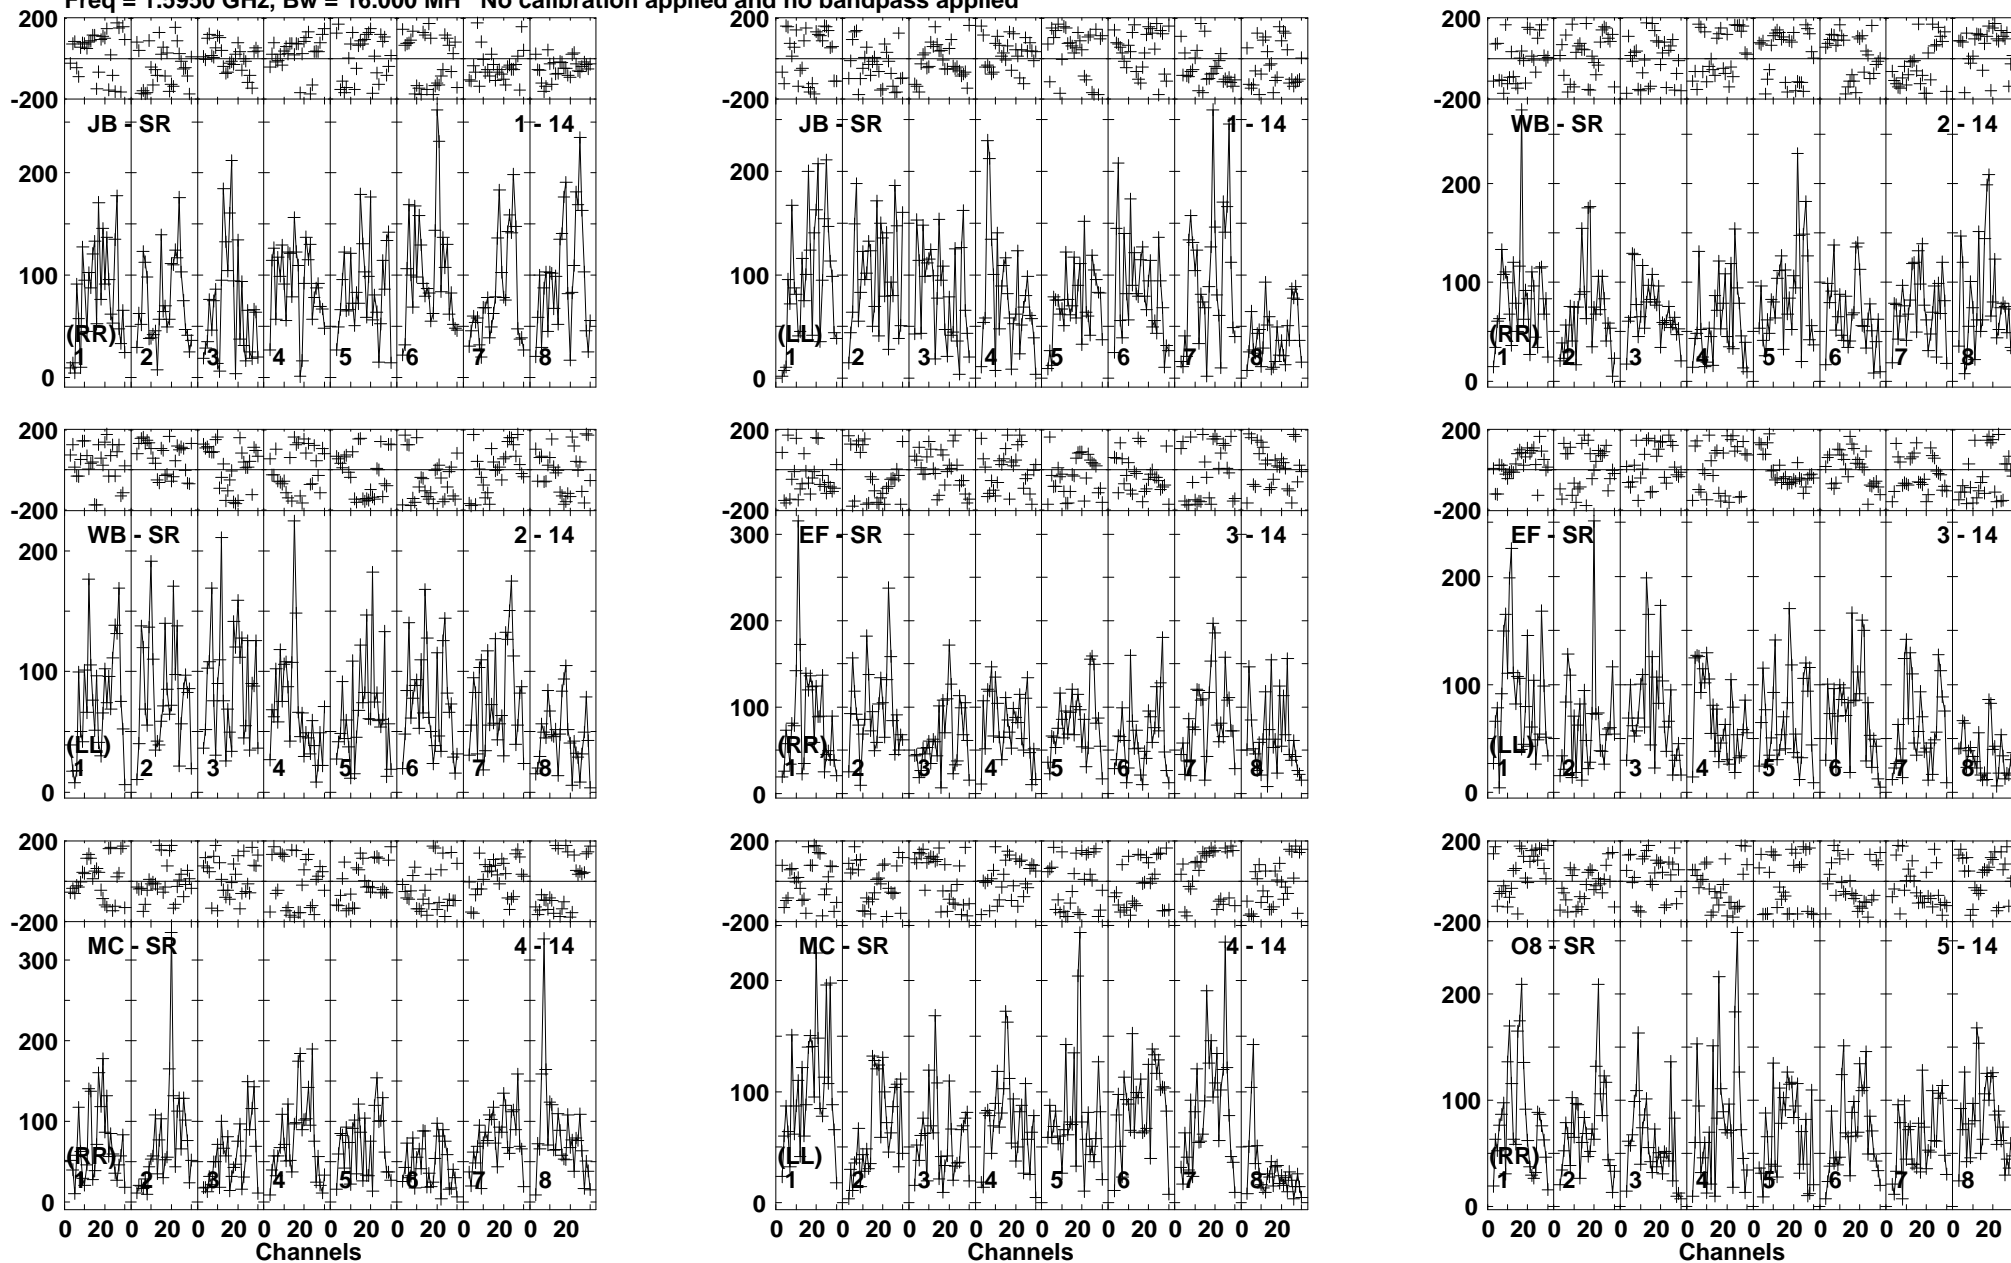 Freq = 1.5950 GHz, Bw = 16.000 MH No calibration applied and no bandpass applied
200 200 200
-200 -200 -200
JB - SR 1 - 14 JB - SR 1 - 14 WB - SR 2 - 14
200 200 200
100 100 100
(RR) (LL) (RR)
1 2 3 4 5 6 7 8 1 2 3 4 5 6 7 8 1 2 3 4 5 6 7 8
0 0 0
200 200 200
-200 -200 -200
WB - SR 2 - 14 EF - SR 3 - 14 EF - SR 3 - 14
300
200 200 200
100 100 100
(LL) (RR) (LL)
1 2 3 4 5 6 7 8 1 2 3 4 5 6 7 8 1 2 3 4 5 6 7 8
0 0 0
200 200 200
-200 -200 -200
MC - SR 4 - 14 MC - SR 4 - 14 O8 - SR 5 - 14
300
200 200 200
100 100 100
(RR) (LL) (RR)
1 2 3 4 5 6 7 8 1 2 3 4 5 6 7 8 1 2 3 4 5 6 7 8
0 0 0
0 20 0 20 0 20 0 20 0 20 0 20 0 20 0 20 0 20 0 20 0 20 0 20 0 20 0 20 0 20 0 20 0 20 0 20 0 20 0 20 0 20 0 20 0 20 0 20
Channels Channels Channels